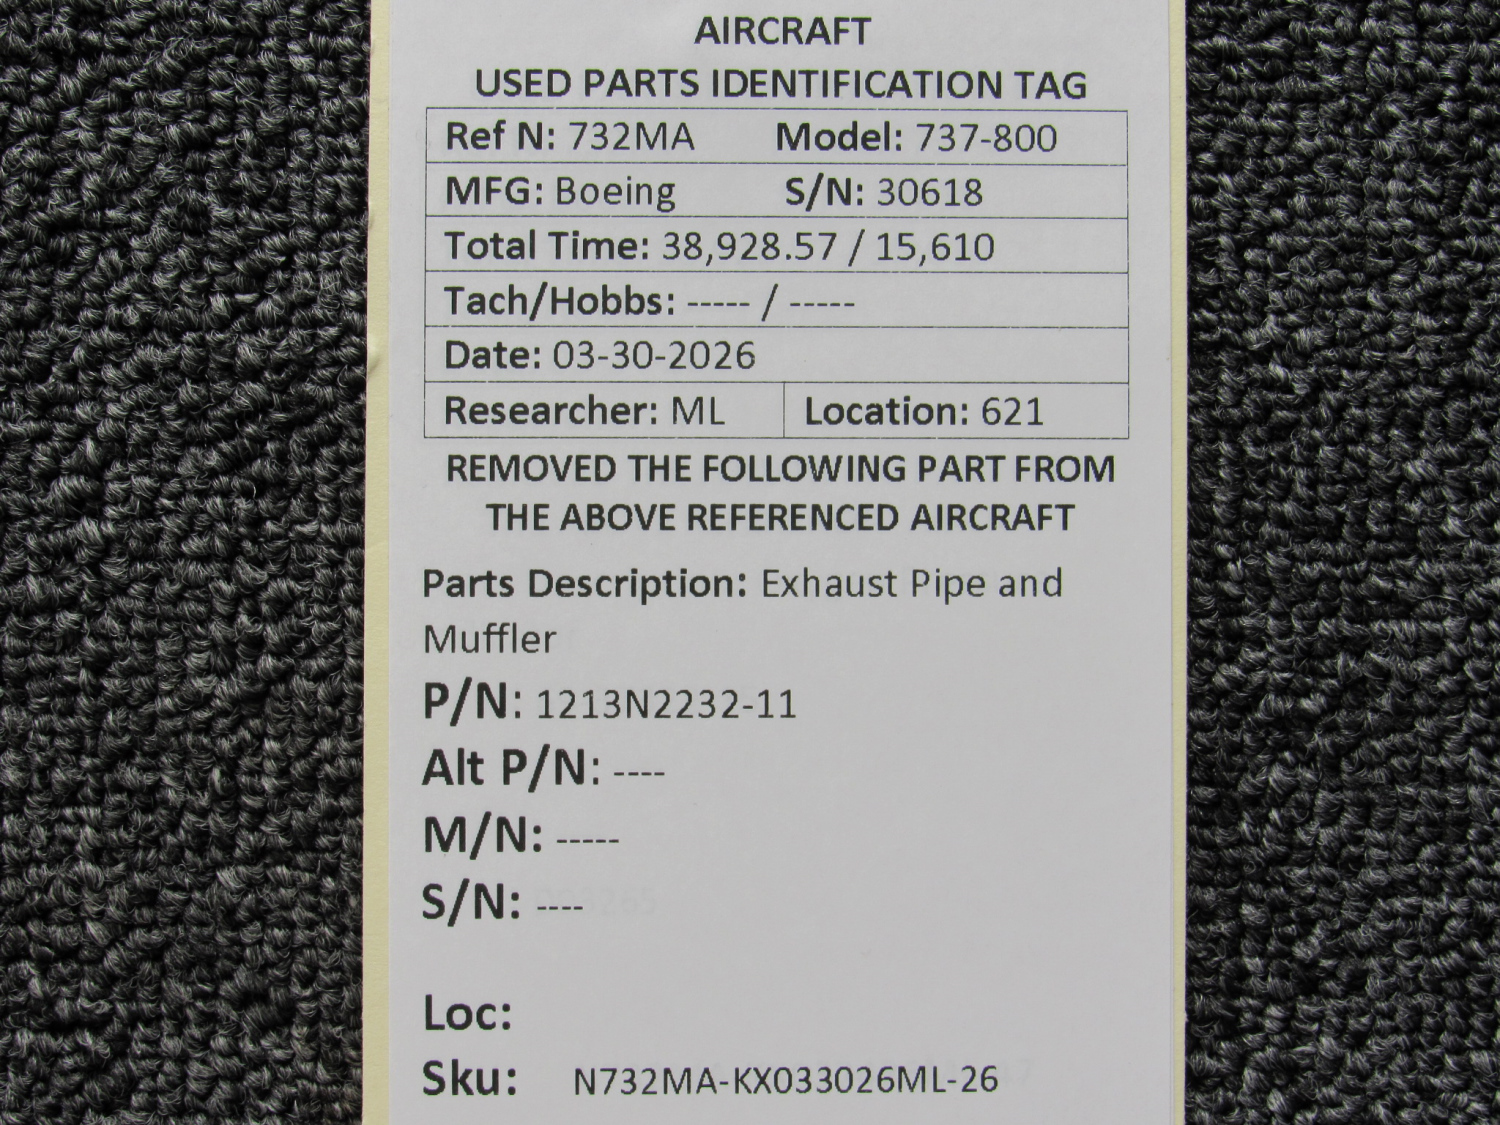 AIRCRAFT
USED PARTS IDENTIFICATION TAG
Ref N: 732MA Model: 737-800
MFG: Boeing S/N: 30618
Total Time: 38,928.57 / 15,610
Tach/Hobbs: ----- / -----
Date: 03-30-2026
Researcher: ML Location: 621
REMOVED THE FOLLOWING PART FROM
THE ABOVE REFERENCED AIRCRAFT
Parts Description: Exhaust Pipe and
Muffler
P/N: 1213N2232-11
Alt P/N: ----
M/N: -----
S/N: ----
Loc:
Sku: N732MA-KX033026ML-26